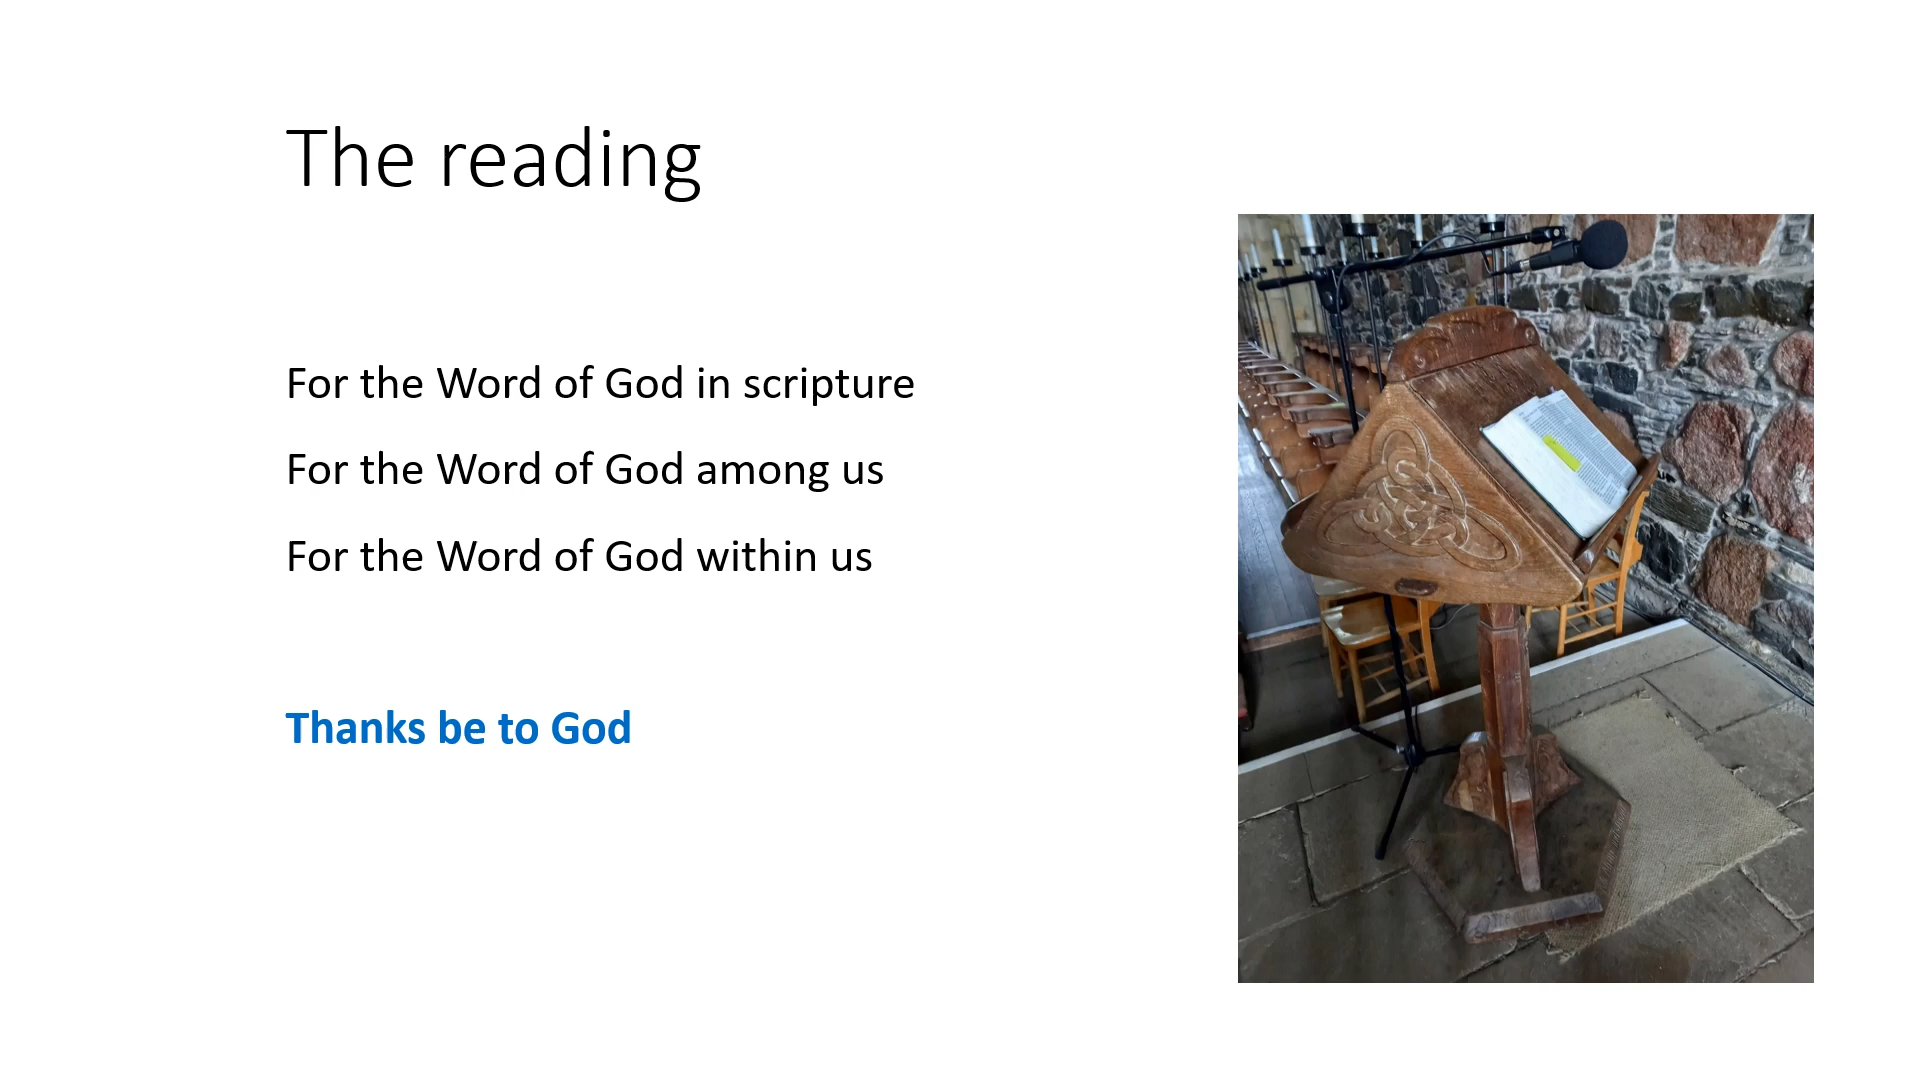 The reading
For the Word of God in scripture
For the Word of God among us
For the Word of God within us
Thanks be to God